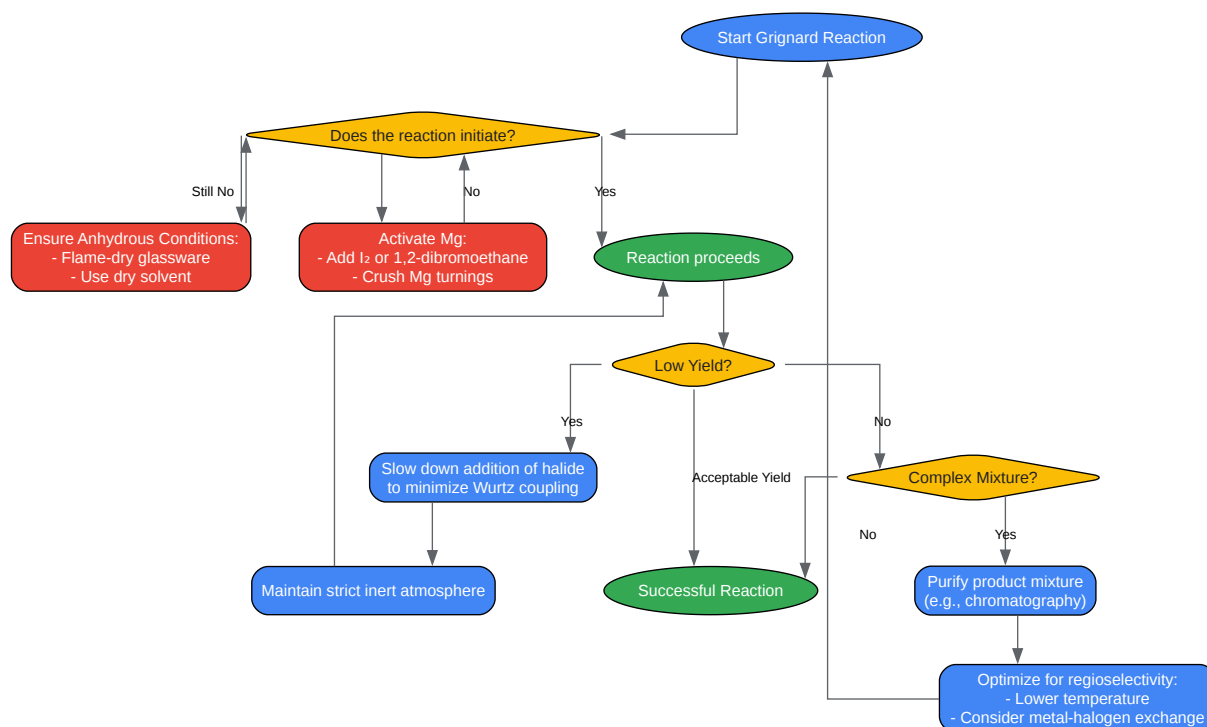 Start Grignard Reaction
Does the reaction initiate?
Still No
No
Yes
Ensure Anhydrous Conditions:
- Flame-dry glassware
- Use dry solvent
Activate Mg:
- Add I₂ or 1,2-dibromoethane
- Crush Mg turnings
Reaction proceeds
Low Yield?
Yes
No
Slow down addition of halide
to minimize Wurtz coupling
Acceptable Yield
Complex Mixture?
No
Yes
Maintain strict inert atmosphere
Successful Reaction
Purify product mixture
(e.g., chromatography)
Optimize for regioselectivity:
- Lower temperature
- Consider metal-halogen exchange